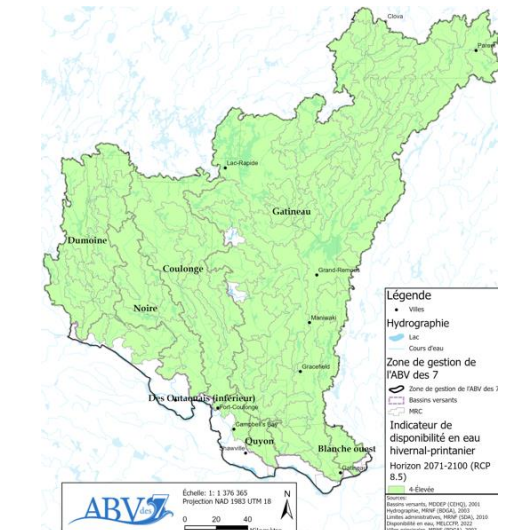 Clova
Parent
Lac-Rapide
Gatineau
Dumoine
Coulonge
Grand-Remous
Noire
Maniwaki
Gracefield
Des Outaouais (inférieur)
Fort-Coulonge
Campbell's Bay
Quyon
Shawville
Blanche ouest
Gatineau
Légende
Villes
Hydrographie
Lac
Cours d'eau
Zone de gestion de
l'ABV des 7
Zone de gestion de l'ABV des 7
Bassins versants
MRC
Indicateur de
disponibilité en eau
hivernal-printanier
Horizon 2071-2100 (RCP
8.5)
4-Élevée
Sources:
Bassins versants, MDDEP (CEHQ), 2001
Hydrographie, MRNF (BDGA), 2003
Limites administratives, MRNF (SDA), 2010
Disponibilité en eau, MELCCFP, 2022
ABV des 7
Échelle: 1: 1 376 365
Projection NAD 1983 UTM 18
N
0 20 40
Kilomètres